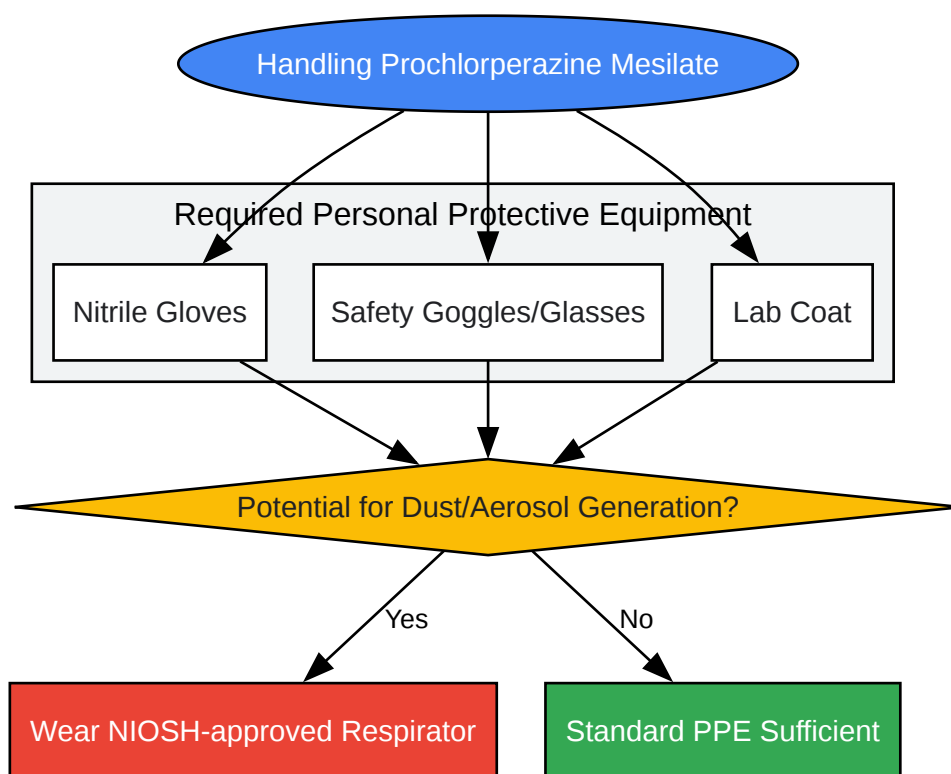 Handling Prochlorperazine Mesilate
Required Personal Protective Equipment
Nitrile Gloves
Safety Goggles/Glasses
Lab Coat
Potential for Dust/Aerosol Generation?
Yes
No
Wear NIOSH-approved Respirator
Standard PPE Sufficient